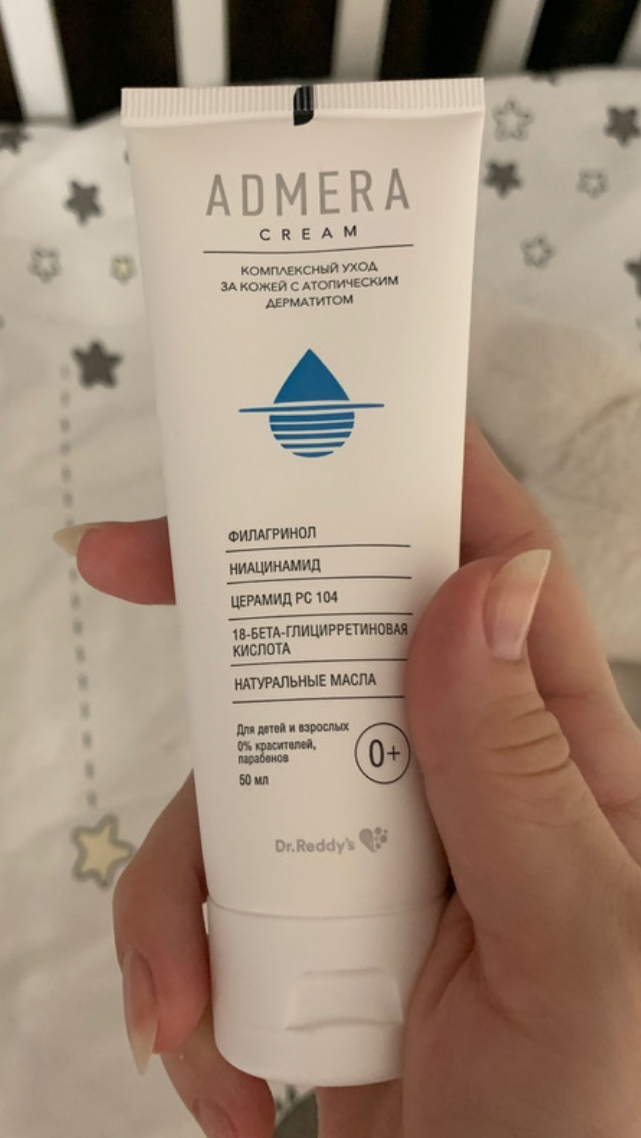 ADMERA
CREAM
КОМПЛЕКСНЫЙ УХОД
ЗА КОЖЕЙ С АТОПИЧЕСКИМ
ДЕРМАТИТОМ
ФИЛАГРИНОЛ
НИАЦИНАМИД
ЦЕРАМИД PC 104
18-БЕТА-ГЛИЦИРРЕТИНОВАЯ
КИСЛОТА
НАТУРАЛЬНЫЕ МАСЛА
Для детей и взрослых
0% красителей,
парабенов
50 мл
0+
Dr.Reddy's